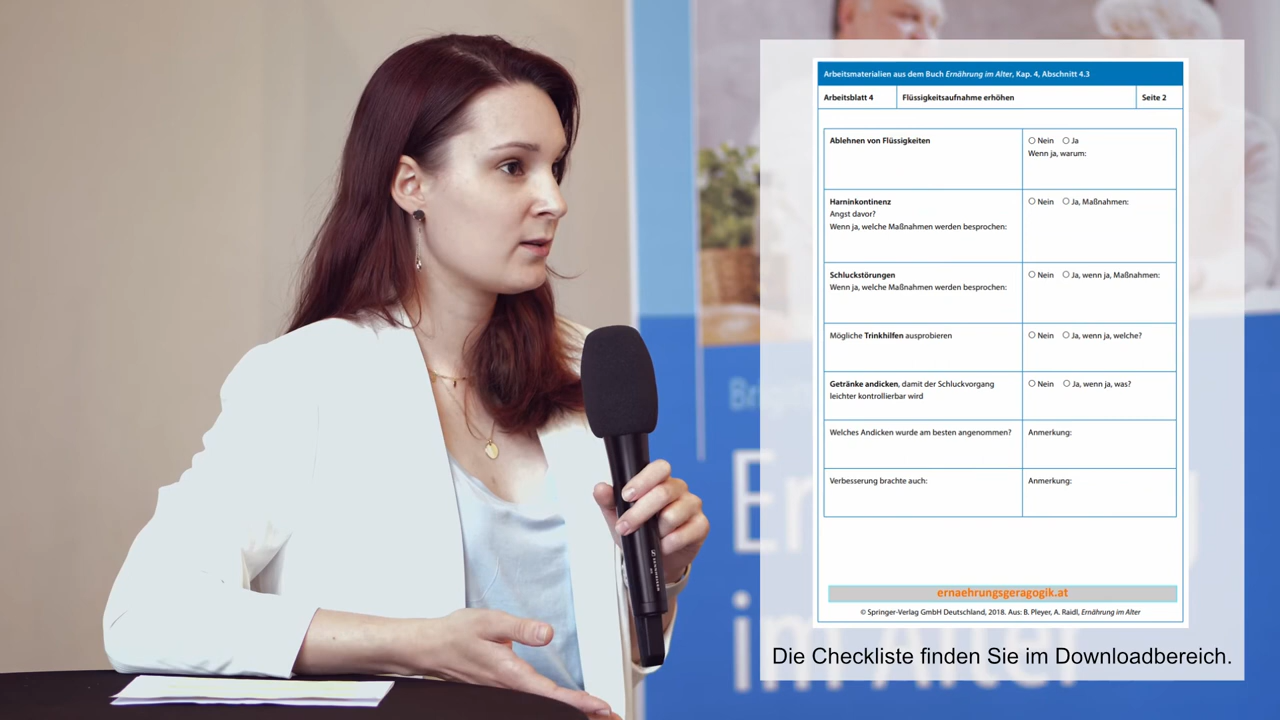 Arbeitsmaterialien aus dem Buch Ernährung im Alter, Kap. 4, Abschnitt 4.3
Arbeitsblatt 4
Flüssigkeitsaufnahme erhöhen
Seite 2
Ablehnen von Flüssigkeiten
Nein Ja
Wenn ja, warum:
Harninkontinenz
Angst davor?
Wenn ja, welche Maßnahmen werden besprochen:
Nein Ja, Maßnahmen:
Schluckstörungen
Wenn ja, welche Maßnahmen werden besprochen:
Nein Ja, wenn ja, Maßnahmen:
Mögliche Trinkhilfen ausprobieren
Nein Ja, wenn ja, welche?
Getränke andicken, damit der Schluckvorgang
leichter kontrollierbar wird
Nein Ja, wenn ja, was?
Welches Andicken wurde am besten angenommen?
Anmerkung:
Verbesserung brachte auch:
Anmerkung:
ernaehrungsgeragogik.at
© Springer-Verlag GmbH Deutschland, 2018. Aus: B. Pleyer, A. Raidl, Ernährung im Alter
Die Checkliste finden Sie im Downloadbereich.
im Alter